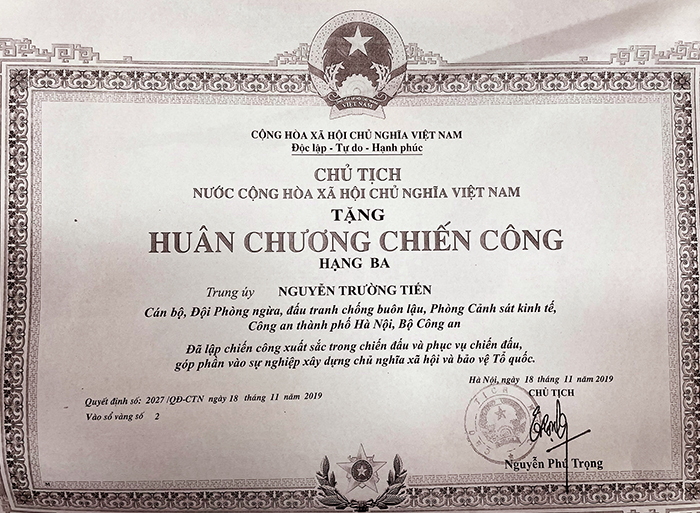 VIỆT NAM
CỘNG HÒA XÃ HỘI CHỦ NGHĨA VIỆT NAM
Độc lập - Tự do - Hạnh phúc
CHỦ TỊCH
NƯỚC CỘNG HÒA XÃ HỘI CHỦ NGHĨA VIỆT NAM
TẶNG
HUÂN CHƯƠNG CHIẾN CÔNG
HẠNG BA
Trung úy NGUYỄN TRƯỜNG TIẾN
Cán bộ, Đội Phòng ngừa, đấu tranh chống buôn lậu, Phòng Cảnh sát kinh tế,
Công an thành phố Hà Nội, Bộ Công an
Đã lập chiến công xuất sắc trong chiến đấu và phục vụ chiến đấu,
góp phần vào sự nghiệp xây dựng chủ nghĩa xã hội và bảo vệ Tổ quốc.
Hà Nội, ngày 18 tháng 11 năm 2019
Quyết định số: 2027 /QĐ-CTN ngày 18 tháng 11 năm 2019
Vào sổ vàng số 2
CHỦ TỊCH
Nguyễn Phú Trọng